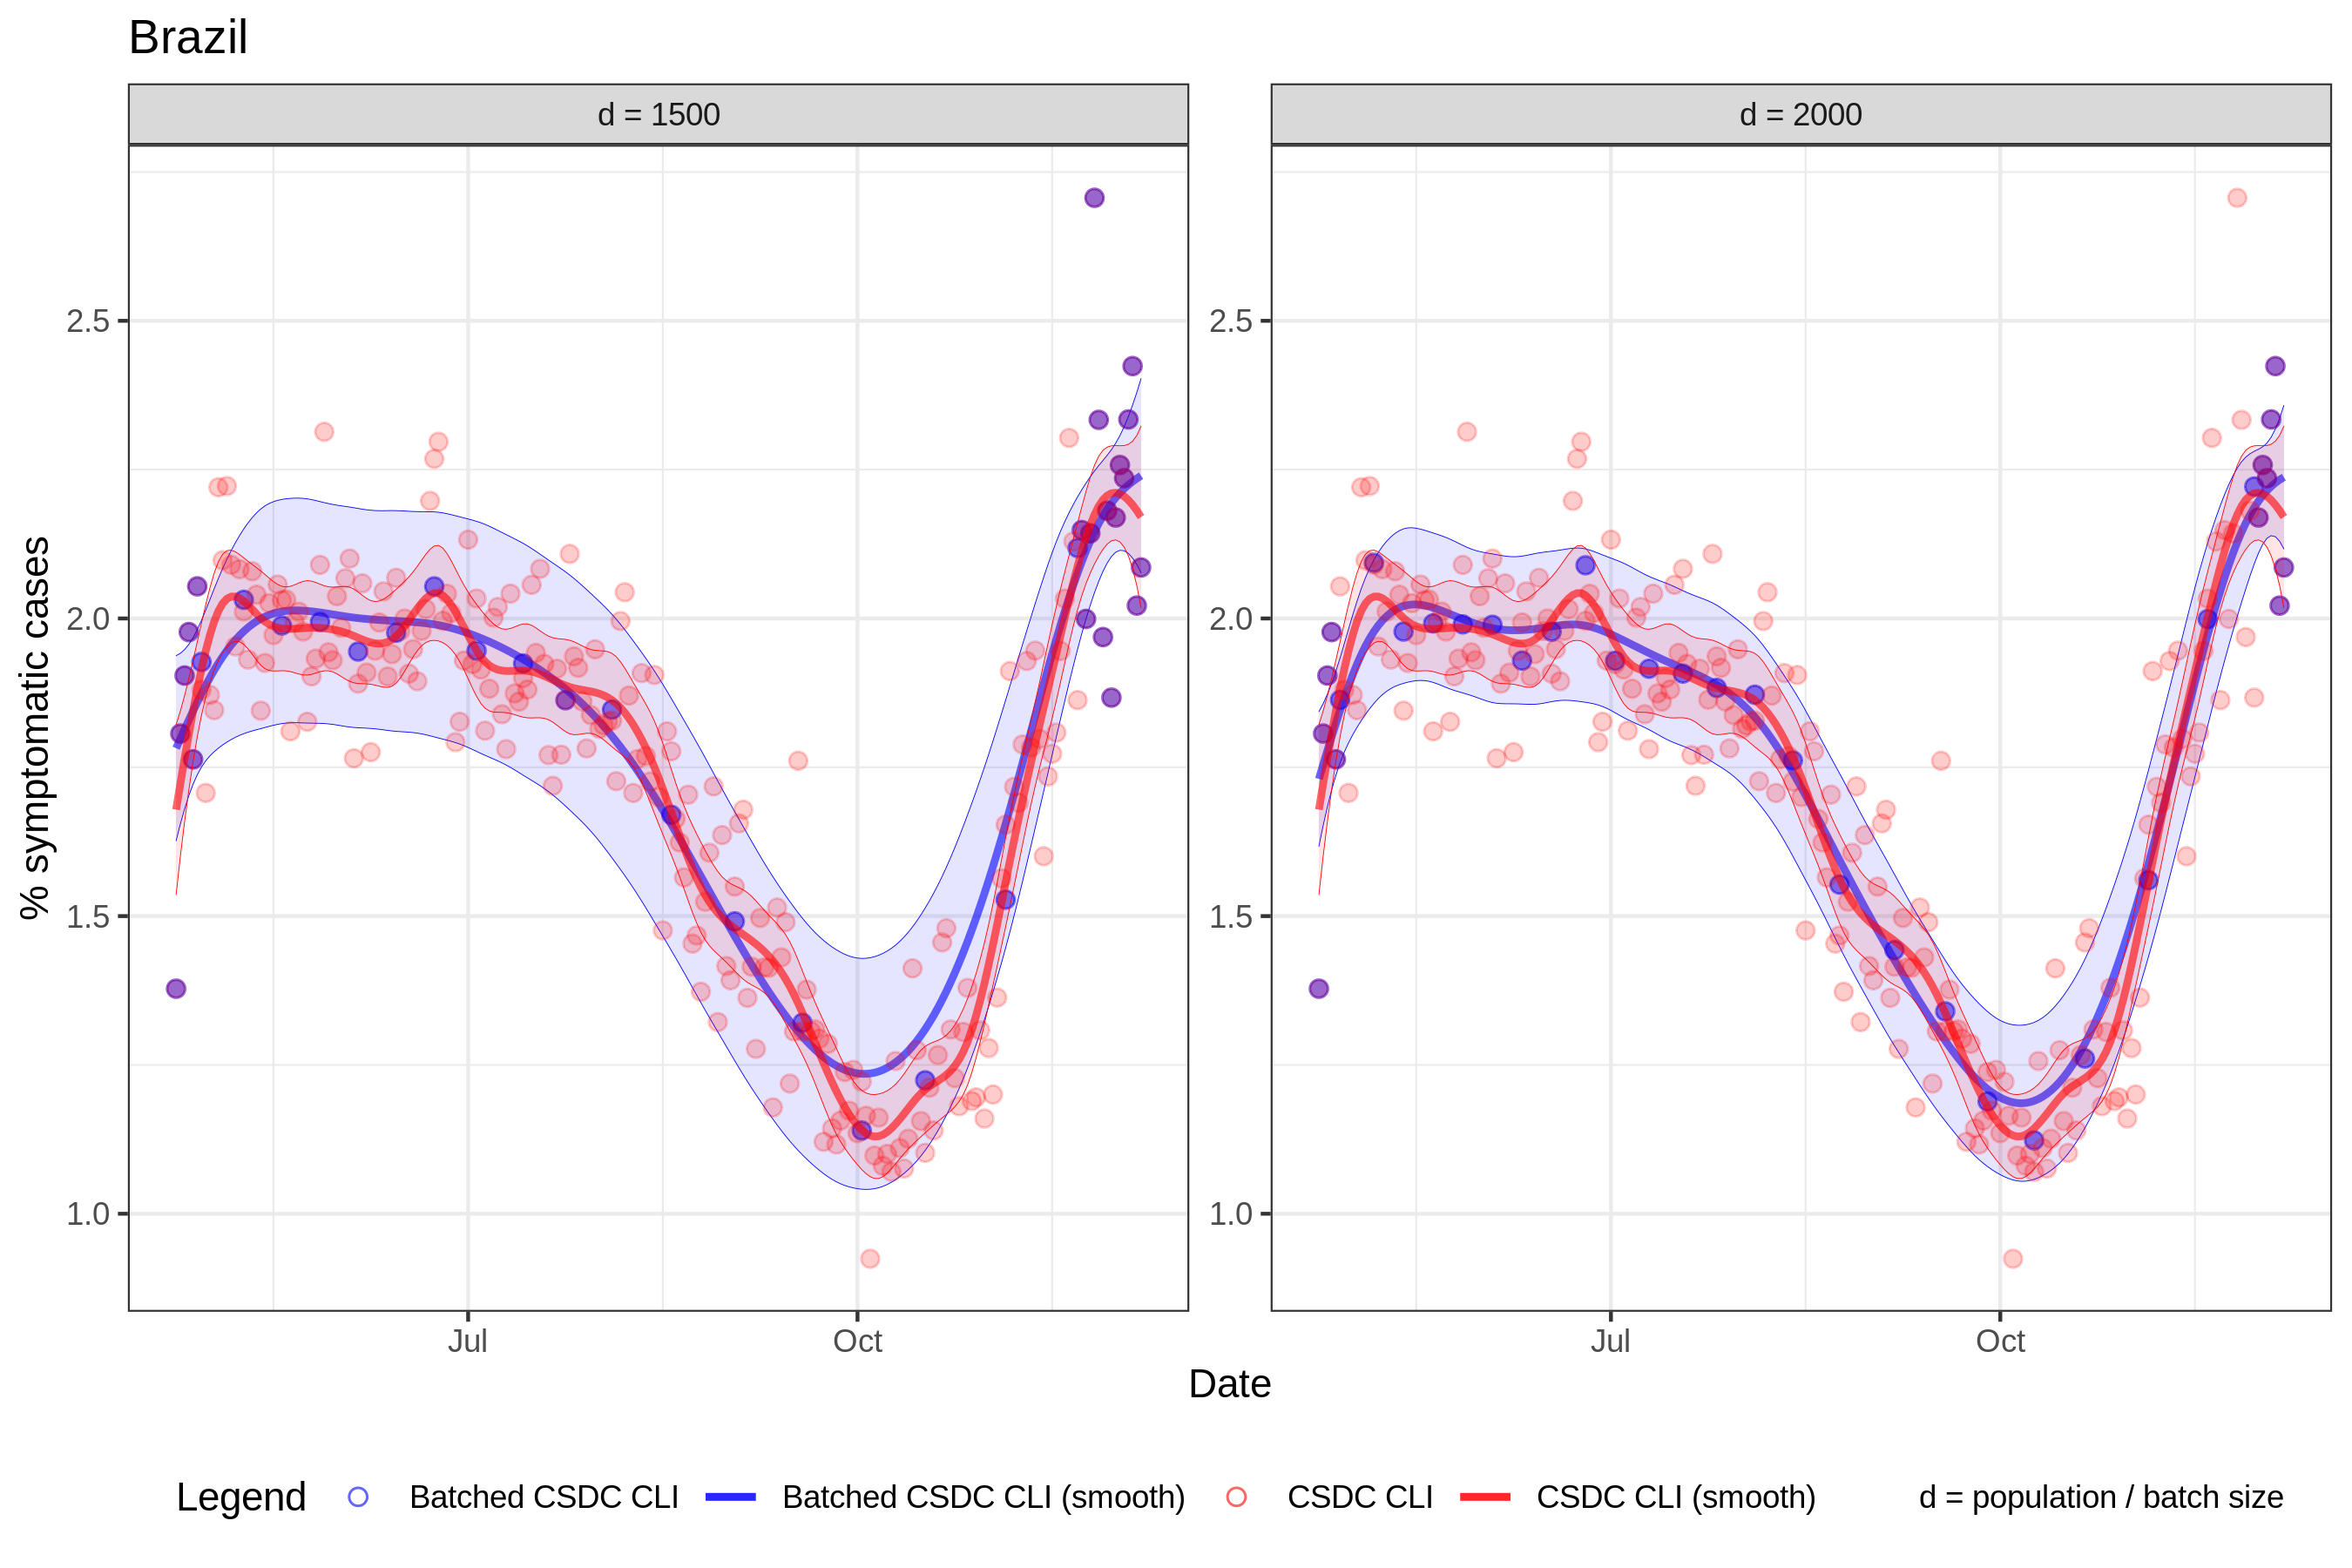 Brazil
d = 1500
d = 2000
% symptomatic cases
2.5
2.0
1.5
1.0
2.5
2.0
1.5
1.0
Jul
Oct
Jul
Oct
Date
Legend
Batched CSDC CLI
Batched CSDC CLI (smooth)
CSDC CLI
CSDC CLI (smooth)
d = population / batch size